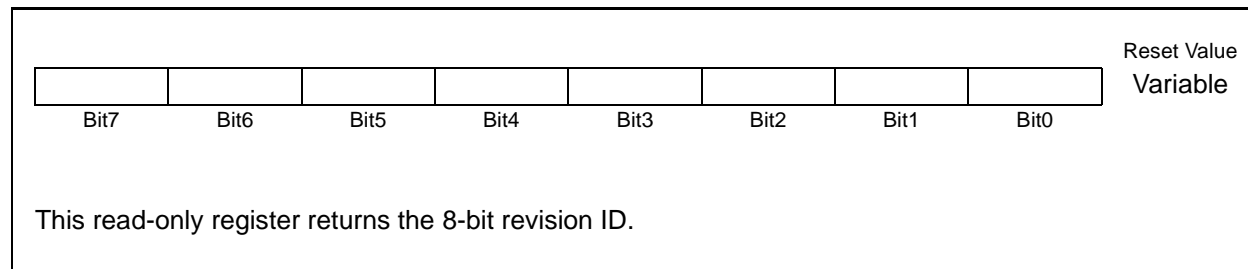 Reset Value
Variable
Bit7 Bit6 Bit5 Bit4 Bit3 Bit2 Bit1 Bit0
This read-only register returns the 8-bit revision ID.